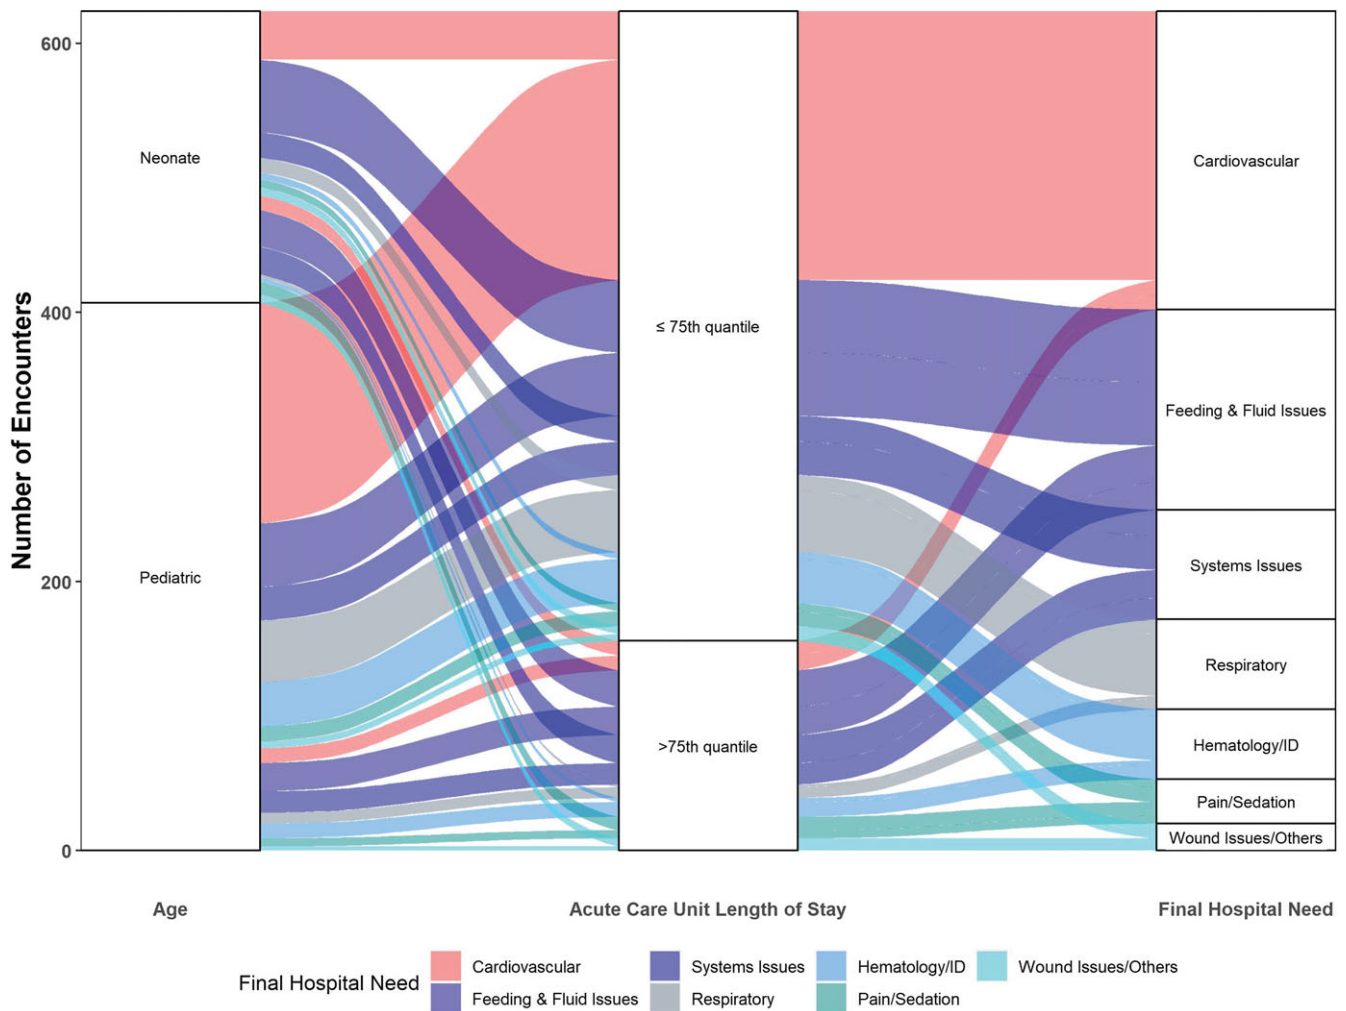 Number of Encounters
600
400
200
0
Neonate
Pediatric
≤ 75th quantile
>75th quantile
Cardiovascular
Feeding & Fluid Issues
Systems Issues
Respiratory
Hematology/ID
Pain/Sedation
Wound Issues/Others
Age
Acute Care Unit Length of Stay
Final Hospital Need
Final Hospital Need
Cardiovascular
Systems Issues
Hematology/ID
Wound Issues/Others
Feeding & Fluid Issues
Respiratory
Pain/Sedation